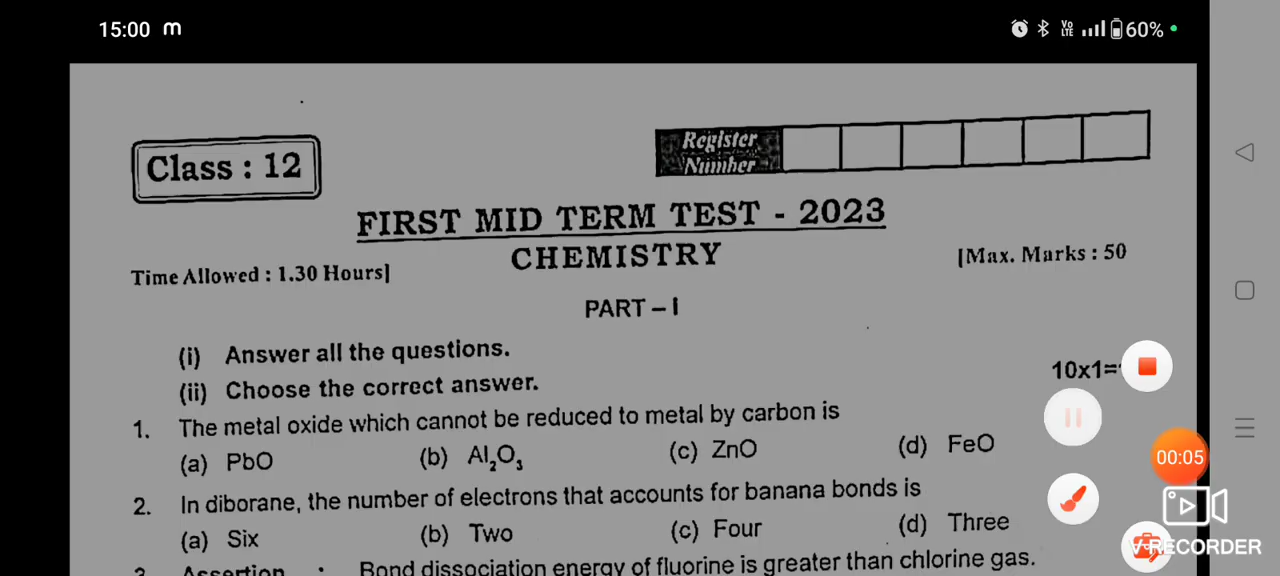 15:00 m
Vo LTE 60%
Register Number
Class : 12
FIRST MID TERM TEST - 2023
CHEMISTRY
Time Allowed : 1.30 Hours]
[Max. Marks : 50
PART – I
(i) Answer all the questions.
(ii) Choose the correct answer.
10x1=
1. The metal oxide which cannot be reduced to metal by carbon is
(a) PbO (b) Al₂O₃ (c) ZnO (d) FeO
2. In diborane, the number of electrons that accounts for banana bonds is
(a) Six (b) Two (c) Four (d) Three
3. Assertion : Bond dissociation energy of fluorine is greater than chlorine gas.
00:05
V-RECORDER